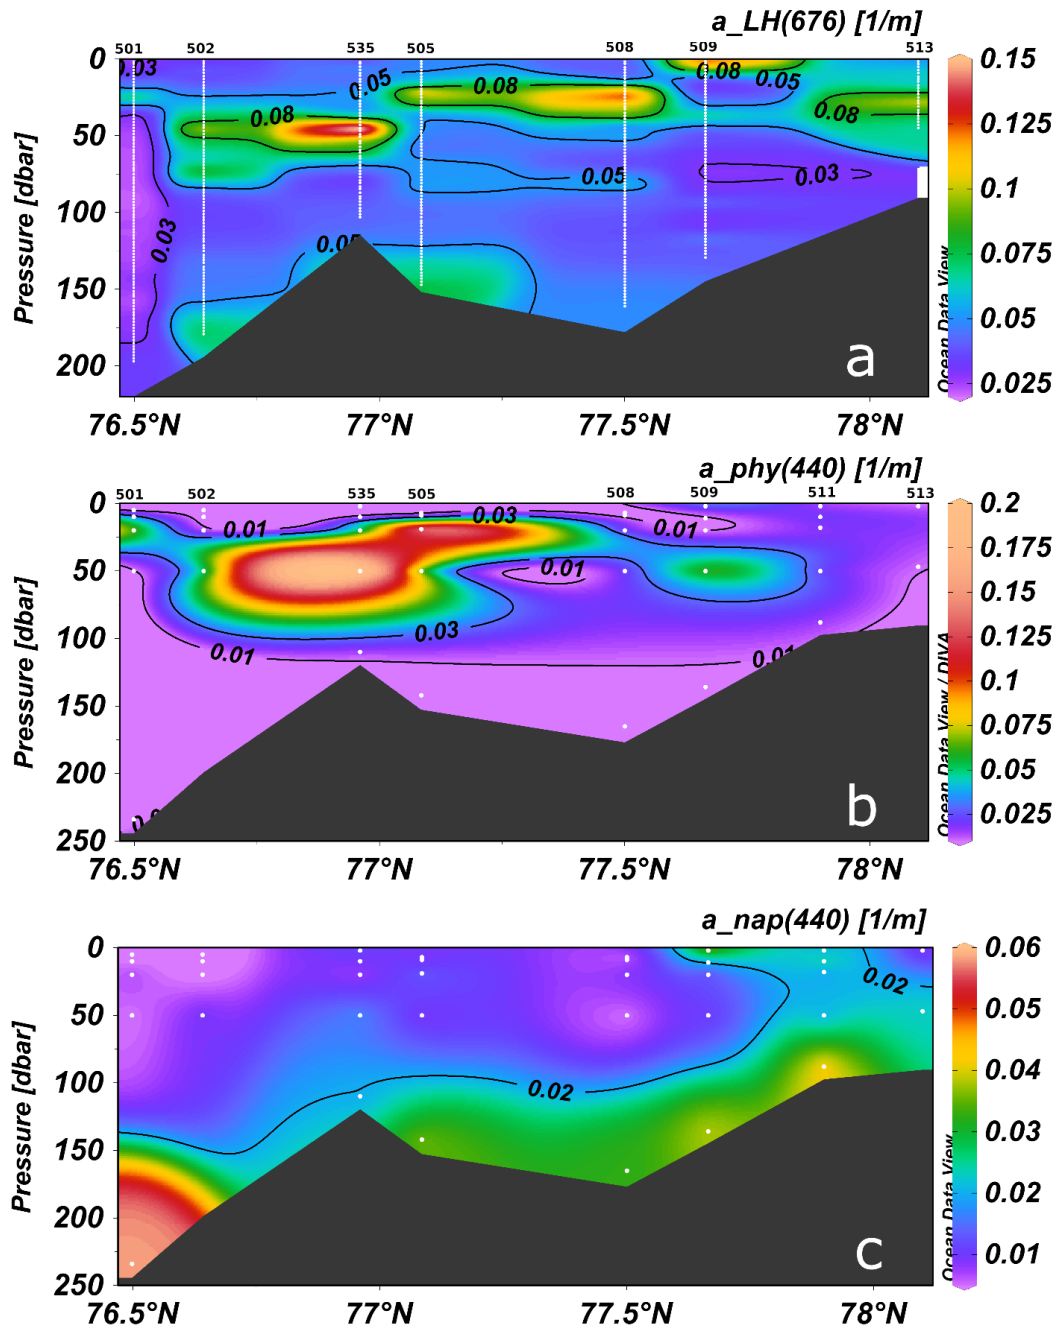 a_LH(676) [1/m]
501 502 535 505 508 509 513
0
50
100
150
200
Pressure [dbar]
0.03 0.05 0.08 0.05
0.08 0.08 0.08
0.03 0.05 0.03
0.05
a
Ocean Data View
0.15
0.125
0.1
0.075
0.05
0.025
76.5°N 77°N 77.5°N 78°N
a_phy(440) [1/m]
501 502 535 505 508 509 511 513
0
50
100
150
200
250
Pressure [dbar]
0.01 0.03 0.01
0.01
0.03
0.01 0.01
b
Ocean Data View / DIVA
0.2
0.175
0.15
0.125
0.1
0.075
0.05
0.025
76.5°N 77°N 77.5°N 78°N
a_nap(440) [1/m]
0
50
100
150
200
250
Pressure [dbar]
0.02
0.02
c
Ocean Data View
0.06
0.05
0.04
0.03
0.02
0.01
76.5°N 77°N 77.5°N 78°N